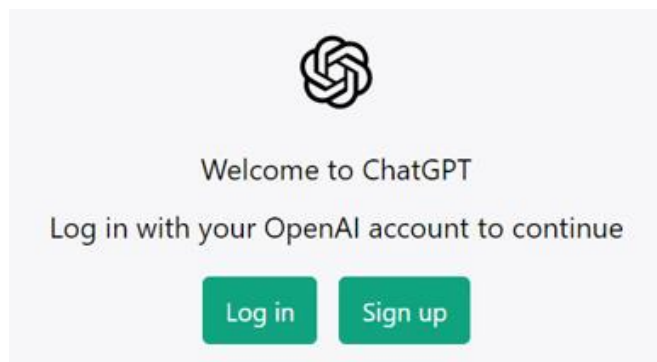 Welcome to ChatGPT
Log in with your OpenAI account to continue
Log in Sign up